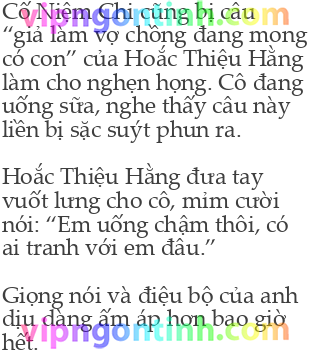 Cố Niệm Chi cũng bị câu
vipngontinh.com
“giả làm vợ chồng đang mong
có con” của Hoắc Thiệu Hằng
làm cho nghẹn họng. Cô đang
uống sữa, nghe thấy câu này
liền bị sặc suýt phun ra.
Hoắc Thiệu Hằng đưa tay
vuốt lưng cho cô, mỉm cười
nói: “Em uống chậm thôi, có
ai tranh với em đâu.”
Giọng nói và điệu bộ của anh
dịu dàng ấm áp hơn bao giờ
vipngontinh.com
hết.